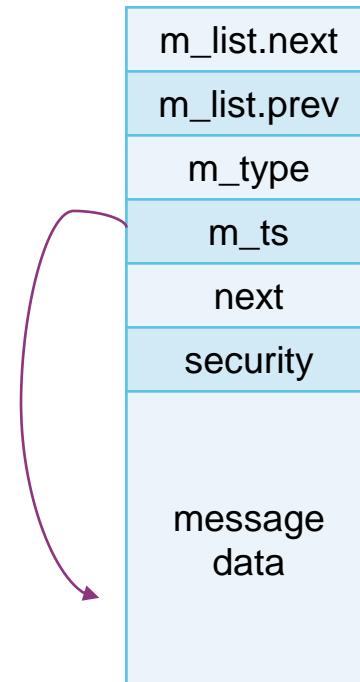 m_list.next
m_list.prev
m_type
m_ts
next
security
message
data